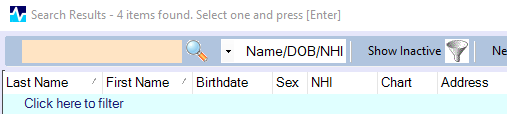 Search Results - 4 items found. Select one and press [Enter]
Name/DOB/NHI Show Inactive Ne
Last Name First Name Birthdate Sex NHI Chart Address
Click here to filter